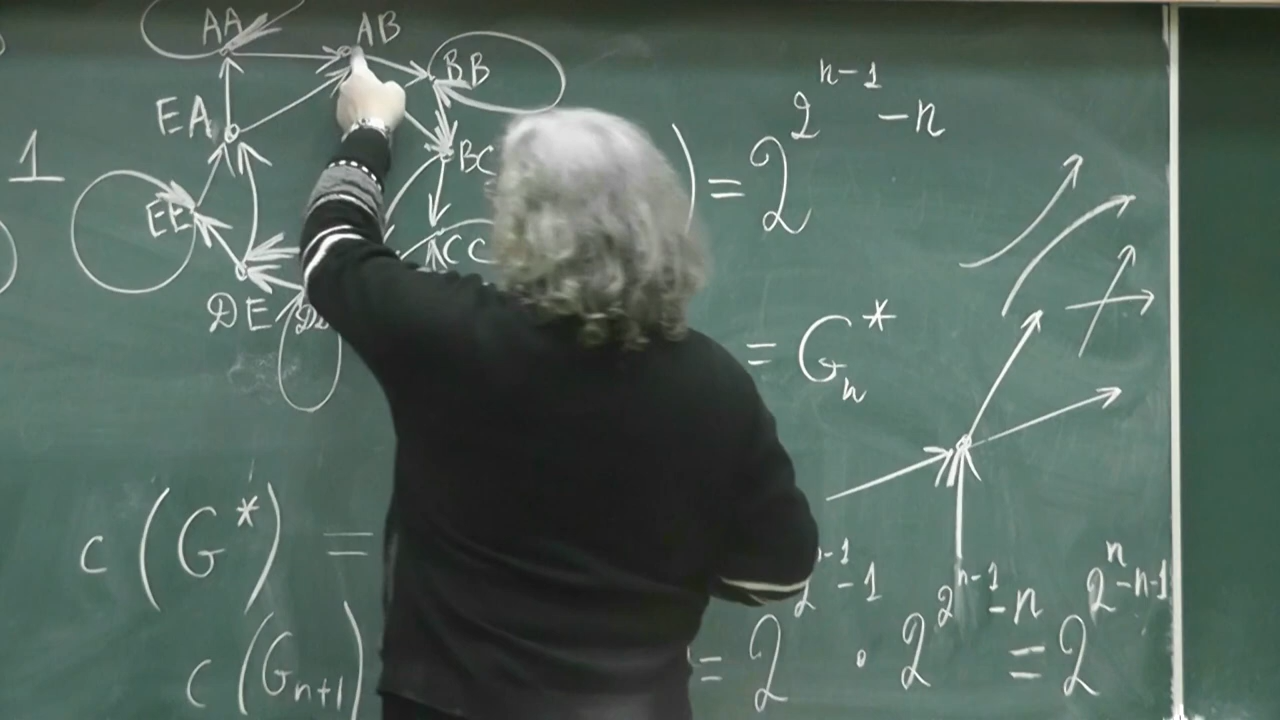 AA
AB
BB
EA
BC
EE
CC
DE
1
) = 2^{2^{n-1}-n}
= G_n^*
c(G^*) =
c(G_{n+1}) = 2^{2^{n-1}-1} · 2^{2^{n-1}-n} = 2^{2^n-n-1}